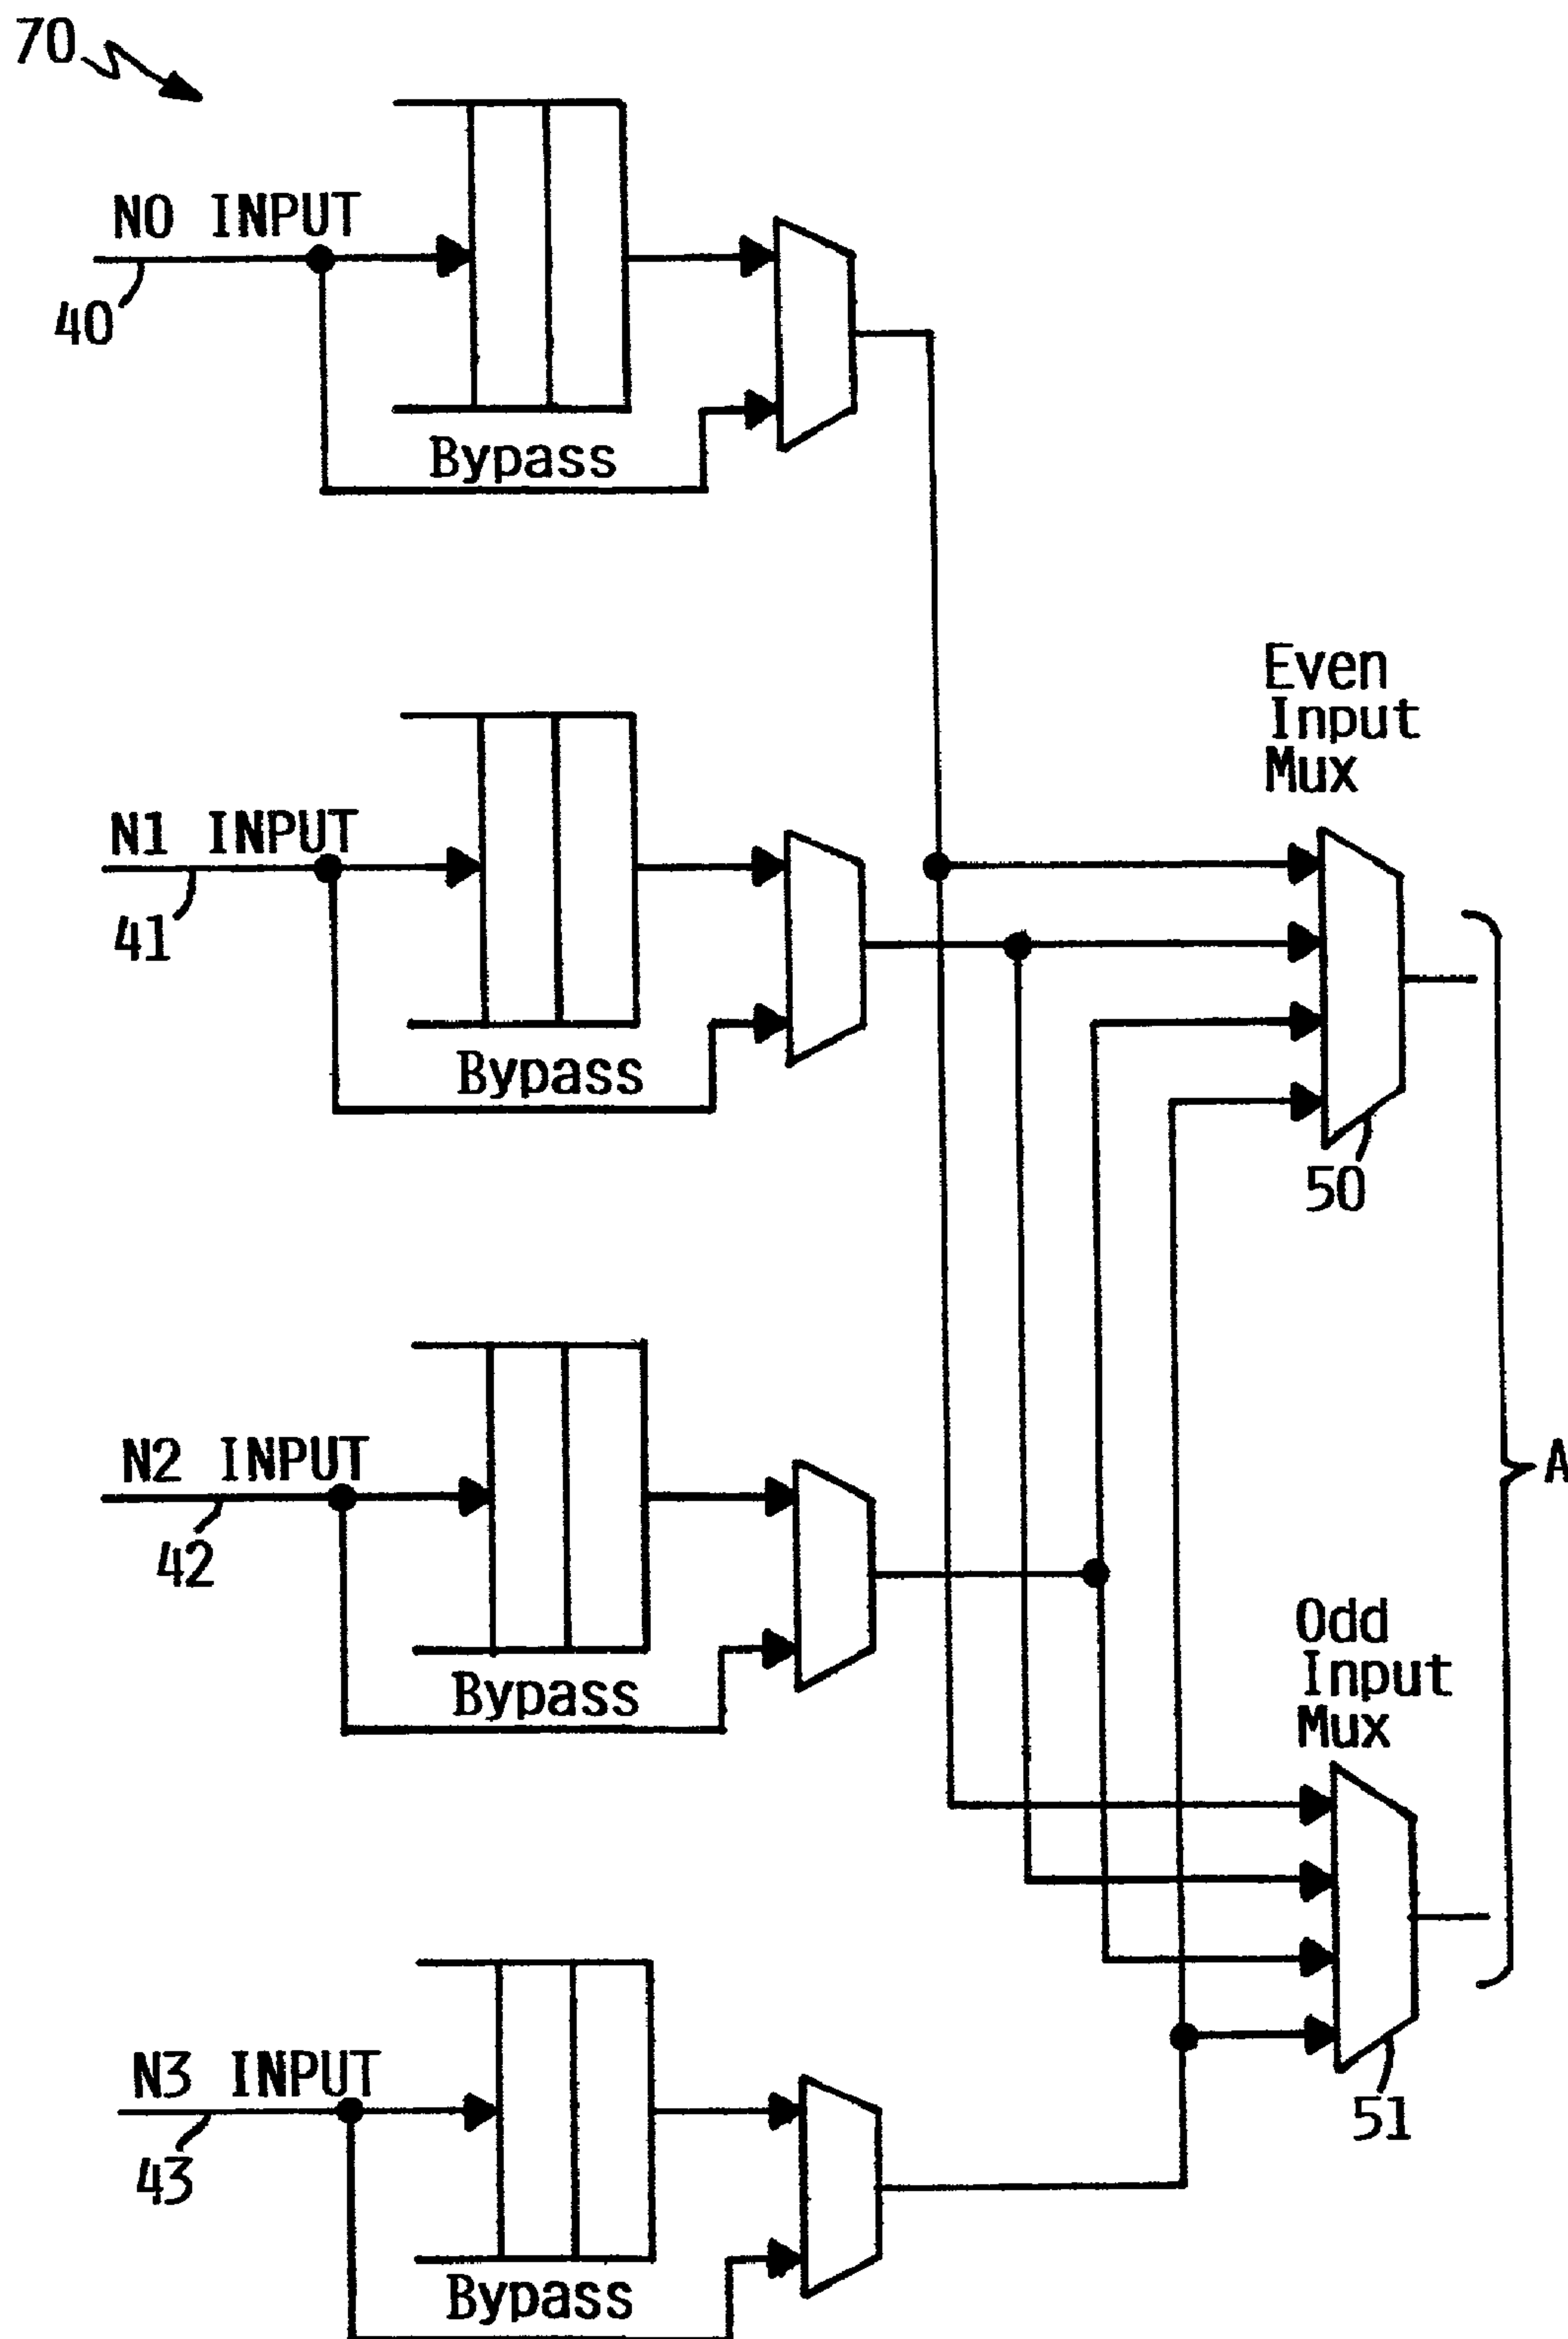 70
NO INPUT
40
Bypass
Even
Input
Mux
N1 INPUT
41
Bypass
50
N2 INPUT
42
Bypass
A
Odd
Input
Mux
N3 INPUT
43
Bypass
51